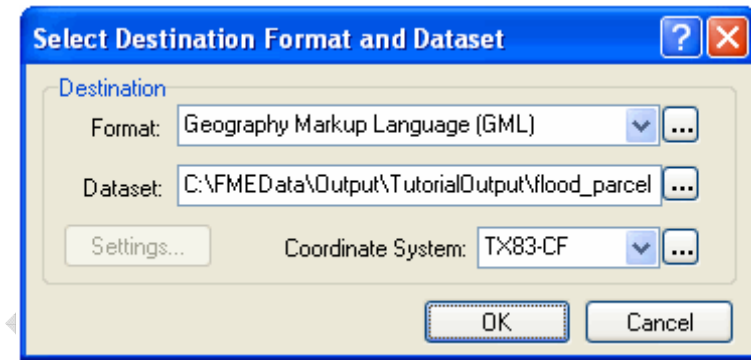 Select Destination Format and Dataset
Destination
Format: Geography Markup Language (GML)
Dataset: C:\FMEData\Output\TutorialOutput\flood_parcel
Settings... Coordinate System: TX83-CF
OK Cancel